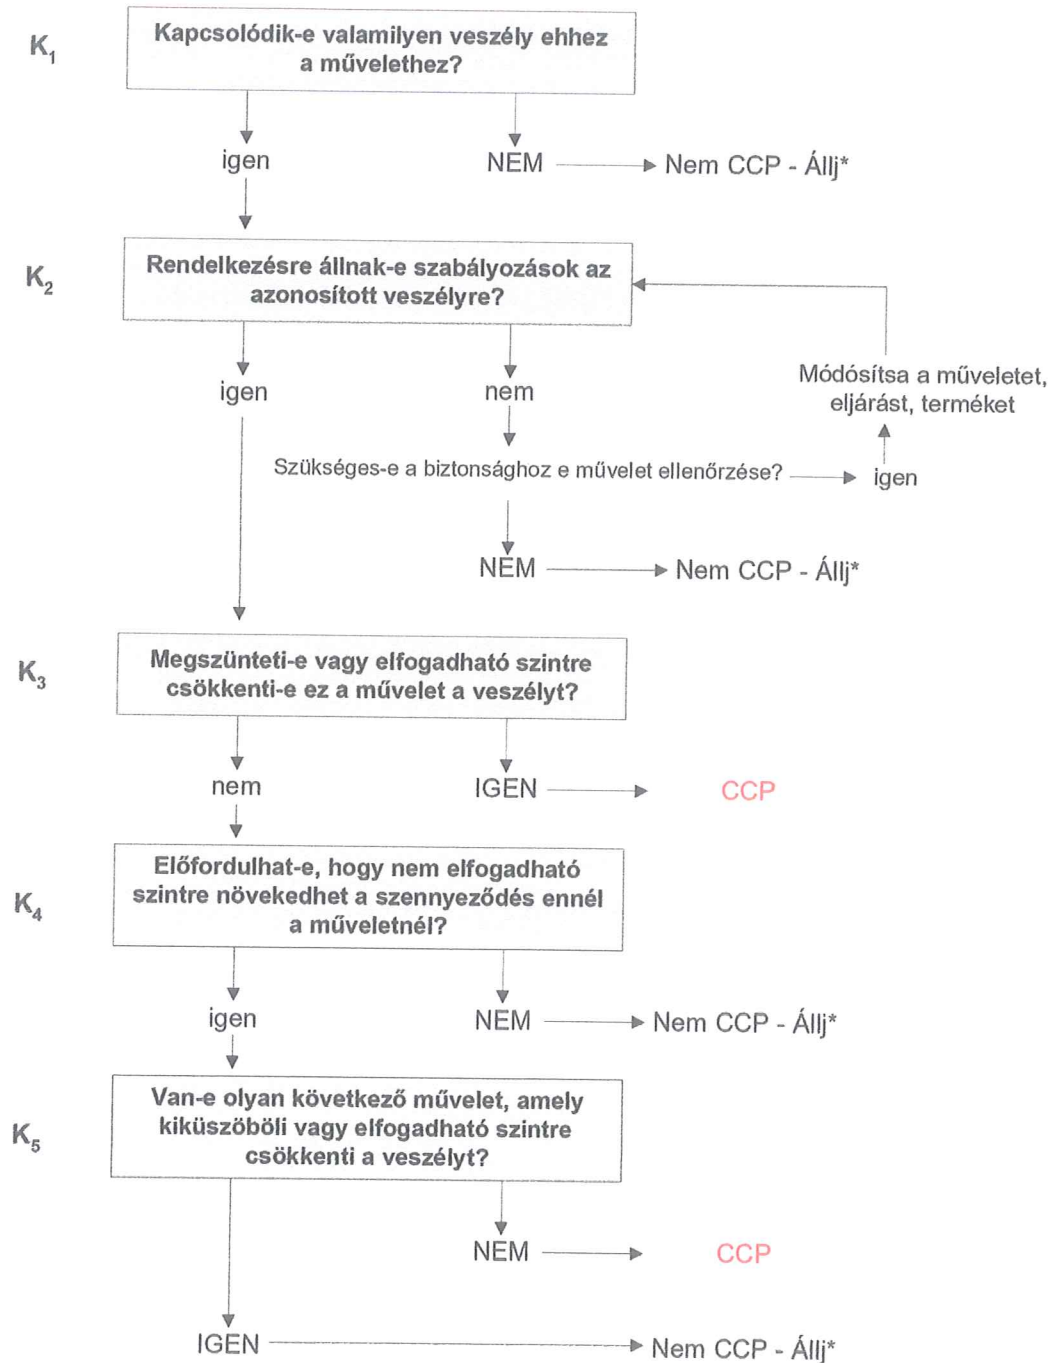 K₁
Kapcsolódik-e valamilyen veszély ehhez
a művelethez?
igen
NEM
Nem CCP - Állj*
K₂
Rendelkezésre állnak-e szabályozások az
azonosított veszélyre?
igen
nem
Módósítsa a műveletet,
eljárást, terméket
Szükséges-e a biztonsághoz e művelet ellenőrzése?
igen
NEM
Nem CCP - Állj*
K₃
Megszünteti-e vagy elfogadható szintre
csökkenti-e ez a művelet a veszélyt?
nem
IGEN
CCP
K₄
Előfordulhat-e, hogy nem elfogadható
szintre növekedhet a szennyeződés ennél
a műveletnél?
igen
NEM
Nem CCP - Állj*
K₅
Van-e olyan következő művelet, amely
kiküszöböli vagy elfogadható szintre
csökkenti a veszélyt?
NEM
CCP
IGEN
Nem CCP - Állj*